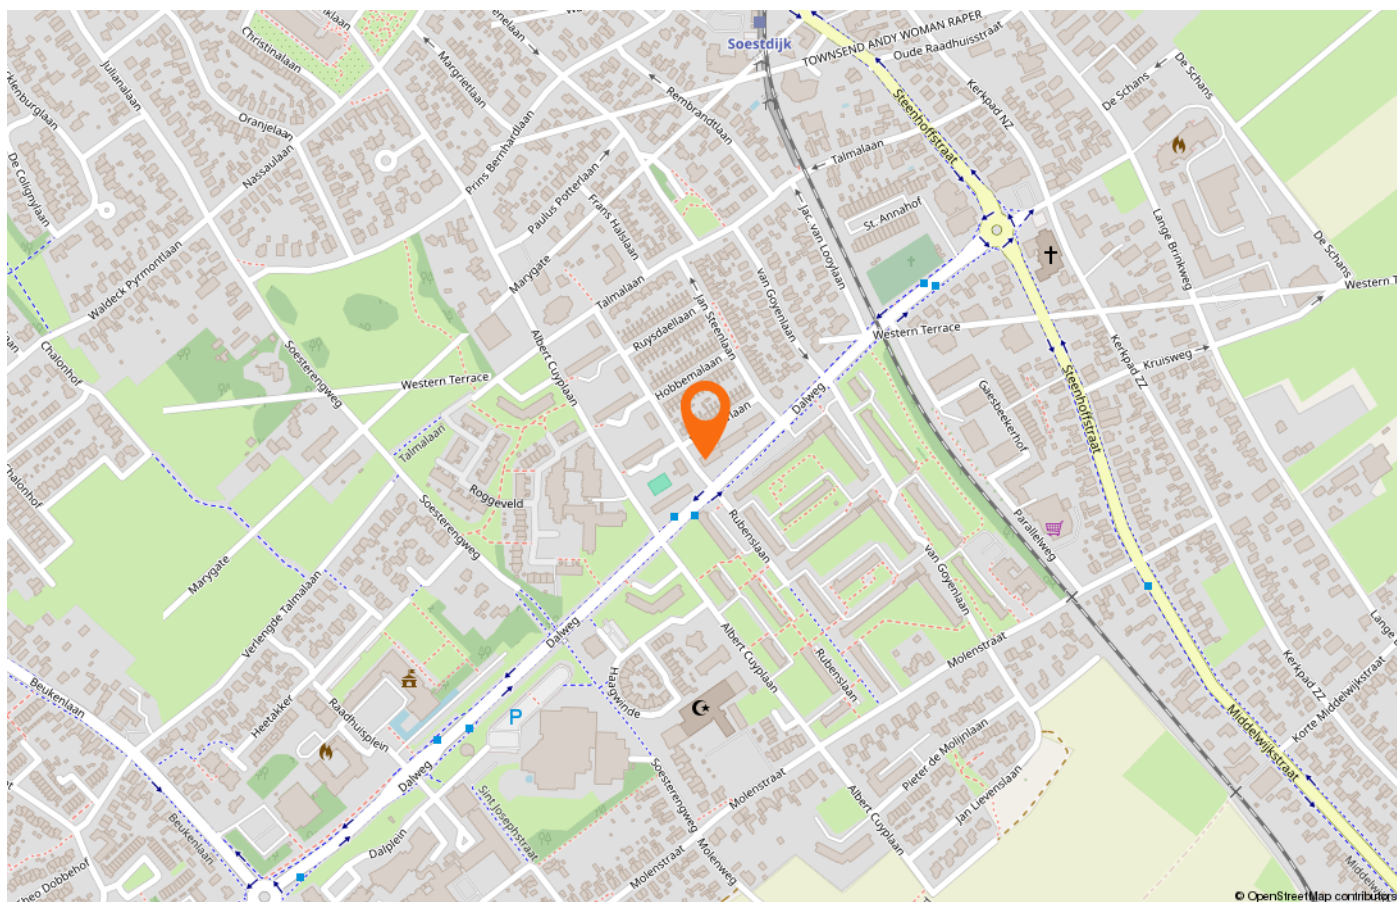 Christinalaan
Julianalaan
Oranjelaan
Nassaulaan
De Colignylaan
Waldeck Pyrmontlaan
Chalonhof
Chalonhof
Margrietlaan
Prins Bernhardlaan
Paulus Potterlaan
Frans Halslaan
Rembrandtlaan
Soestdijk
TOWNSEND ANDY WOMAN RAPER
Oude Raadhuisstraat
Steenhoffstraat
Kerkpad NZ
De Schans
De Schans
De Schans
Talmalaan
St. Annahof
Jac. van Looylaan
Lange Brinkweg
Marygate
Talmalaan
van Goyenlaan
Jan Steenlaan
Ruysdaellaan
Hobbemalaan
Western Terrace
Western Terrace
Kerkpad ZZ
Kruisweg
Steenhoffstraat
Gaesbeekerhof
Soesterengweg
Albert Cuyplaan
Western Terrace
Dalweg
Talmalaan
Roggeveld
Soesterengweg
Marygate
Verlengde Talmalaan
Rubenslaan
van Goyenlaan
Parallelweg
Dalweg
Albert Cuyplaan
Rubenslaan
Molenstraat
Kerkpad ZZ
Korte Middelwijkstraat
Middelwijkstraat
Beukenlaan
Heetakker
Raadhuisplein
P
Haagwinde
Dalweg
Soesterengweg
Molenstraat
Pieter de Molijnlaan
Jan Lievenslaan
Albert Cuyplaan
Sint Josephstraat
Dalplein
Beukenlaan
Molenstraat
Molenweg
© OpenStreetMap contributors